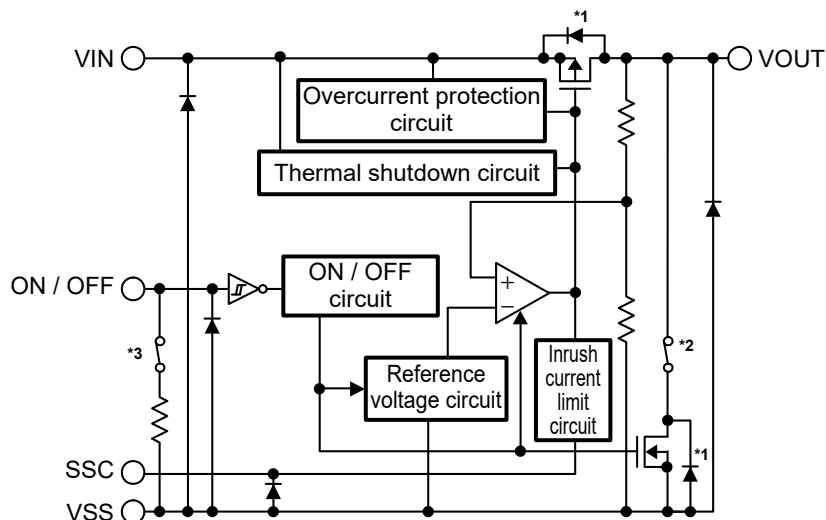 *1
VIN
VOUT
Overcurrent protection
circuit
Thermal shutdown circuit
ON / OFF
ON / OFF
circuit
+
−
*3
*2
Reference
voltage circuit
Inrush
current
limit
circuit
*1
SSC
VSS